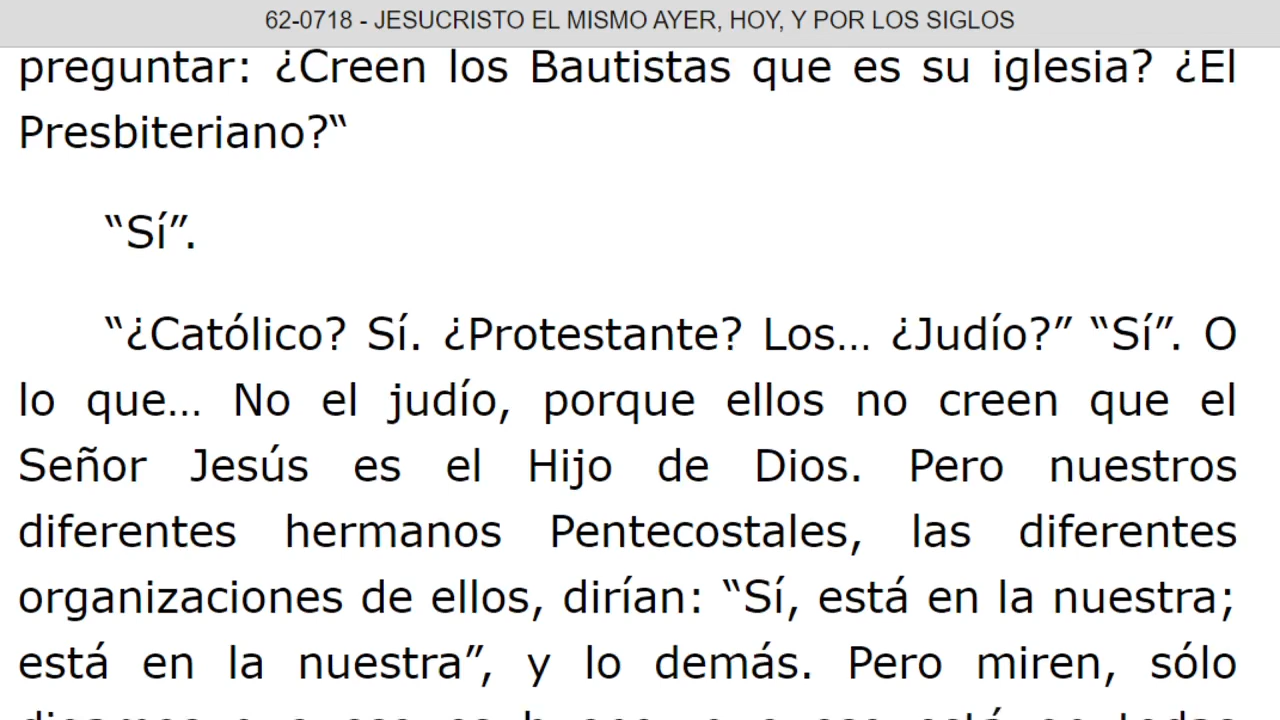 62-0718 - JESUCRISTO EL MISMO AYER, HOY, Y POR LOS SIGLOS
preguntar: ¿Creen los Bautistas que es su iglesia? ¿El
Presbiteriano?“
“Sí”.
“¿Católico? Sí. ¿Protestante? Los... ¿Judío?” “Sí”. O
lo que... No el judío, porque ellos no creen que el
Señor Jesús es el Hijo de Dios. Pero nuestros
diferentes hermanos Pentecostales, las diferentes
organizaciones de ellos, dirían: “Sí, está en la nuestra;
está en la nuestra”, y lo demás. Pero miren, sólo